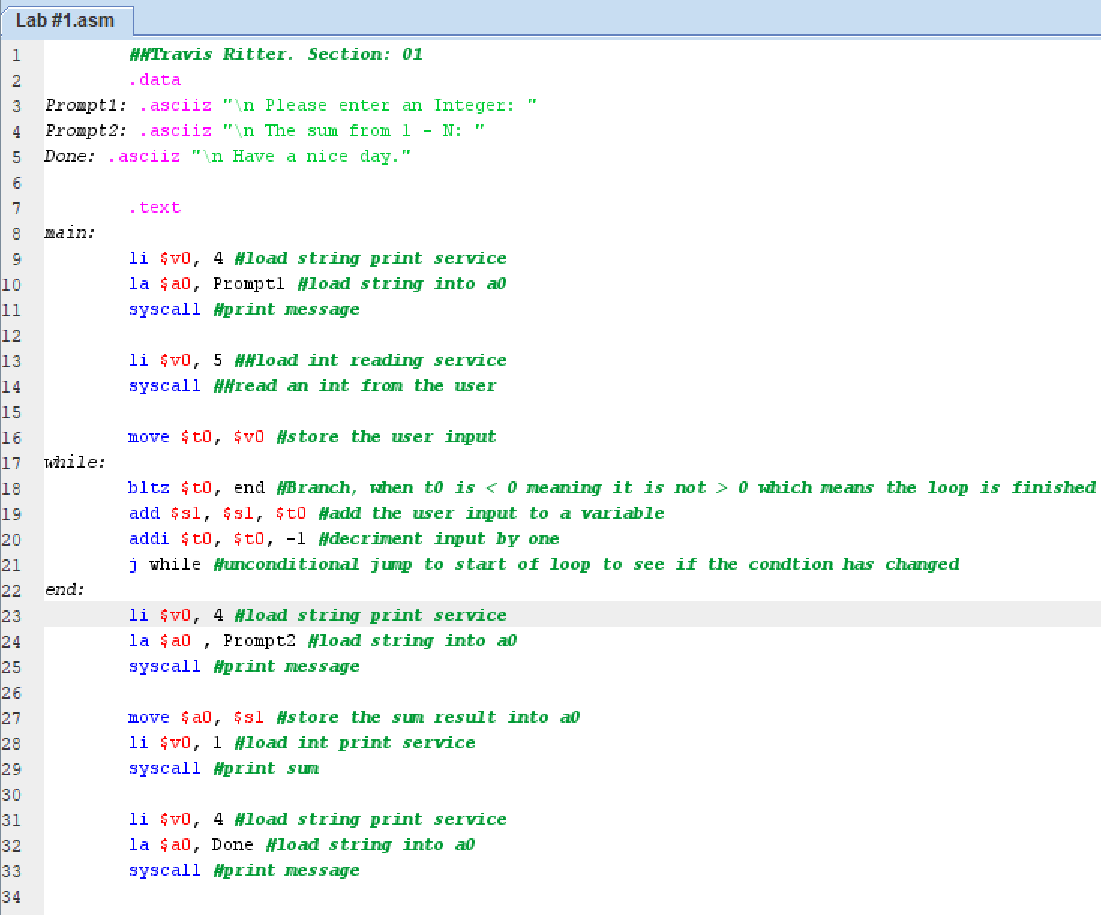 Lab #1.asm
1 ##Travis Ritter. Section: 01
2 .data
3 Prompt1: .asciiz "\n Please enter an Integer: "
4 Prompt2: .asciiz "\n The sum from 1 - N: "
5 Done: .asciiz "\n Have a nice day."
6
7 .text
8 main:
9 li $v0, 4 #load string print service
10 la $a0, Prompt1 #load string into a0
11 syscall #print message
12
13 li $v0, 5 ##load int reading service
14 syscall ##read an int from the user
15
16 move $t0, $v0 #store the user input
17 while:
18 bltz $t0, end #Branch, when t0 is < 0 meaning it is not > 0 which means the loop is finished
19 add $s1, $s1, $t0 #add the user input to a variable
20 addi $t0, $t0, -1 #decriment input by one
21 j while #unconditional jump to start of loop to see if the condtion has changed
22 end:
23 li $v0, 4 #load string print service
24 la $a0 , Prompt2 #load string into a0
25 syscall #print message
26
27 move $a0, $s1 #store the sum result into a0
28 li $v0, 1 #load int print service
29 syscall #print sum
30
31 li $v0, 4 #load string print service
32 la $a0, Done #load string into a0
33 syscall #print message
34